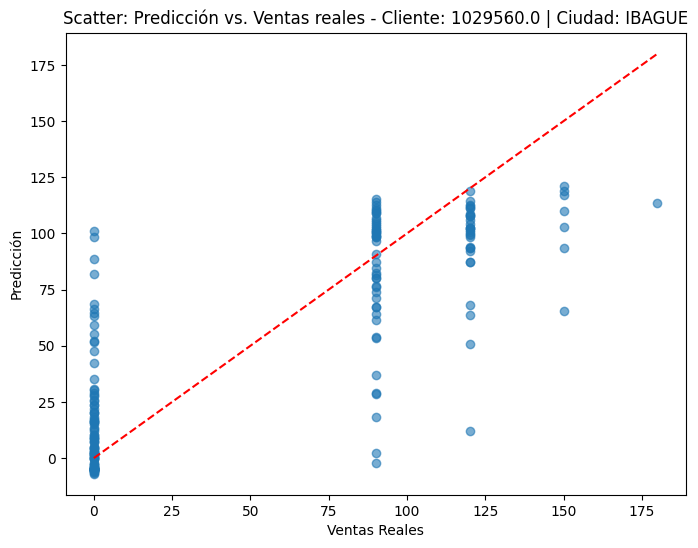 Scatter: Predicción vs. Ventas reales - Cliente: 1029560.0 | Ciudad: IBAGUE
Predicción
175
150
125
100
75
50
25
0
0 25 50 75 100 125 150 175
Ventas Reales